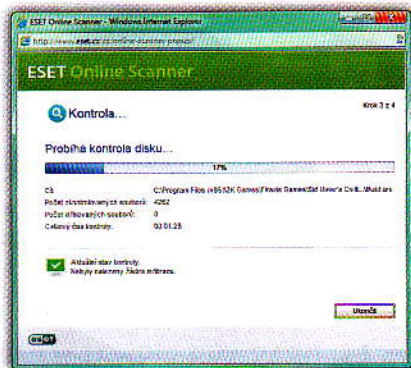 ESET Online Scanner - Windows Internet Explorer
ESET Online Scanner
Kontrola...
Krok 3 z 4
Probíhá kontrola disku...
17%
Cíl:
Počet zkontrolovaných souborů: 4262
Počet infikovaných souborů: 0
Celkový čas kontroly: 00:01:26
Aktuální stav kontroly.
Nebyly nalezeny žádné infiltrace.
Ukončit
eset